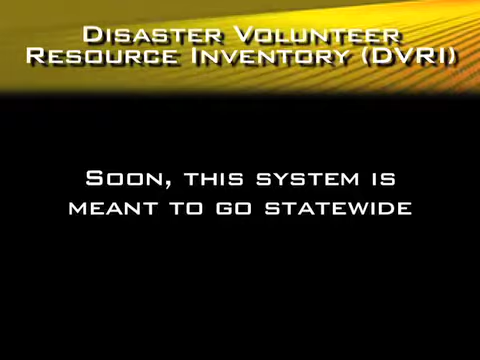 Disaster Volunteer
Resource Inventory (DVRI)
Soon, this system is
meant to go statewide